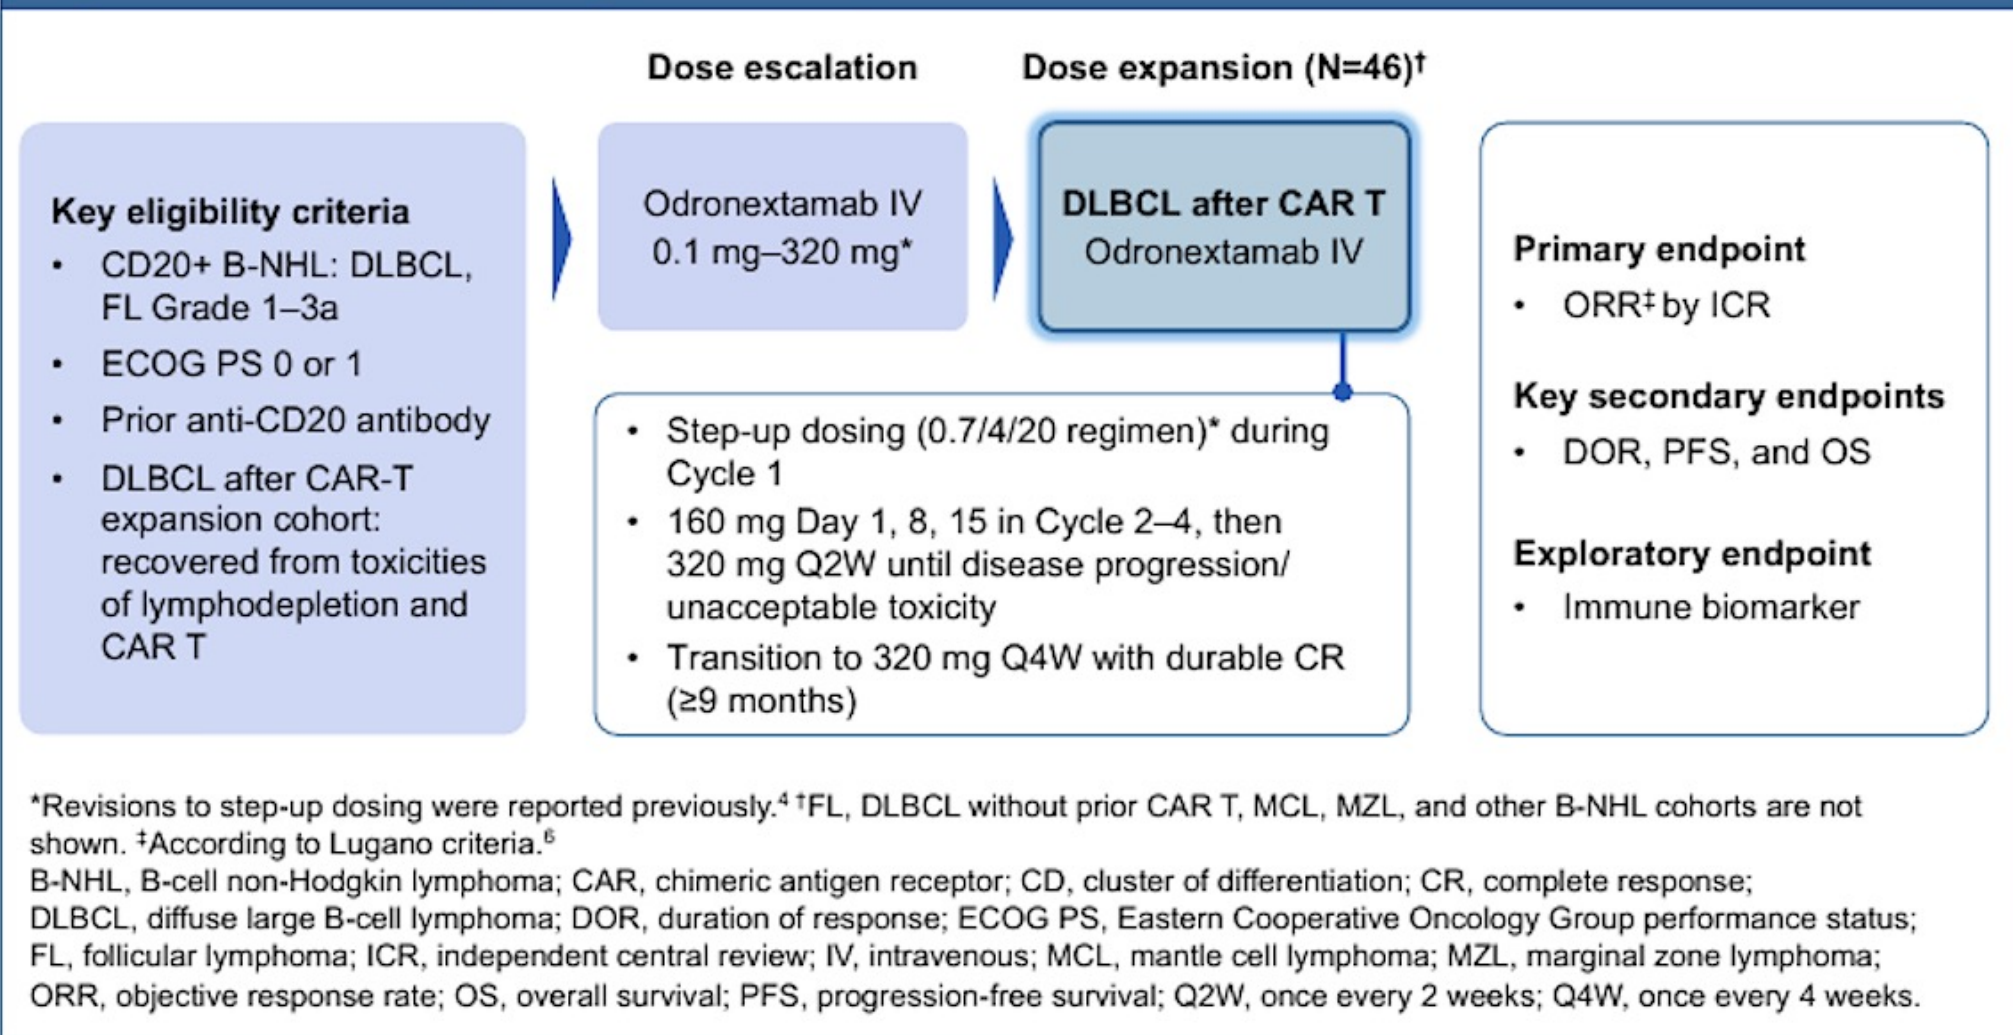 Dose escalation
Dose expansion (N=46)†
Key eligibility criteria
• CD20+ B-NHL: DLBCL,
FL Grade 1–3a
• ECOG PS 0 or 1
• Prior anti-CD20 antibody
• DLBCL after CAR-T
expansion cohort:
recovered from toxicities
of lymphodepletion and
CAR T
Odronextamab IV
0.1 mg–320 mg*
DLBCL after CAR T
Odronextamab IV
• Step-up dosing (0.7/4/20 regimen)* during
Cycle 1
• 160 mg Day 1, 8, 15 in Cycle 2–4, then
320 mg Q2W until disease progression/
unacceptable toxicity
• Transition to 320 mg Q4W with durable CR
(≥9 months)
Primary endpoint
• ORR‡ by ICR
Key secondary endpoints
• DOR, PFS, and OS
Exploratory endpoint
• Immune biomarker
*Revisions to step-up dosing were reported previously.⁴ †FL, DLBCL without prior CAR T, MCL, MZL, and other B-NHL cohorts are not
shown. ‡According to Lugano criteria.⁶
B-NHL, B-cell non-Hodgkin lymphoma; CAR, chimeric antigen receptor; CD, cluster of differentiation; CR, complete response;
DLBCL, diffuse large B-cell lymphoma; DOR, duration of response; ECOG PS, Eastern Cooperative Oncology Group performance status;
FL, follicular lymphoma; ICR, independent central review; IV, intravenous; MCL, mantle cell lymphoma; MZL, marginal zone lymphoma;
ORR, objective response rate; OS, overall survival; PFS, progression-free survival; Q2W, once every 2 weeks; Q4W, once every 4 weeks.